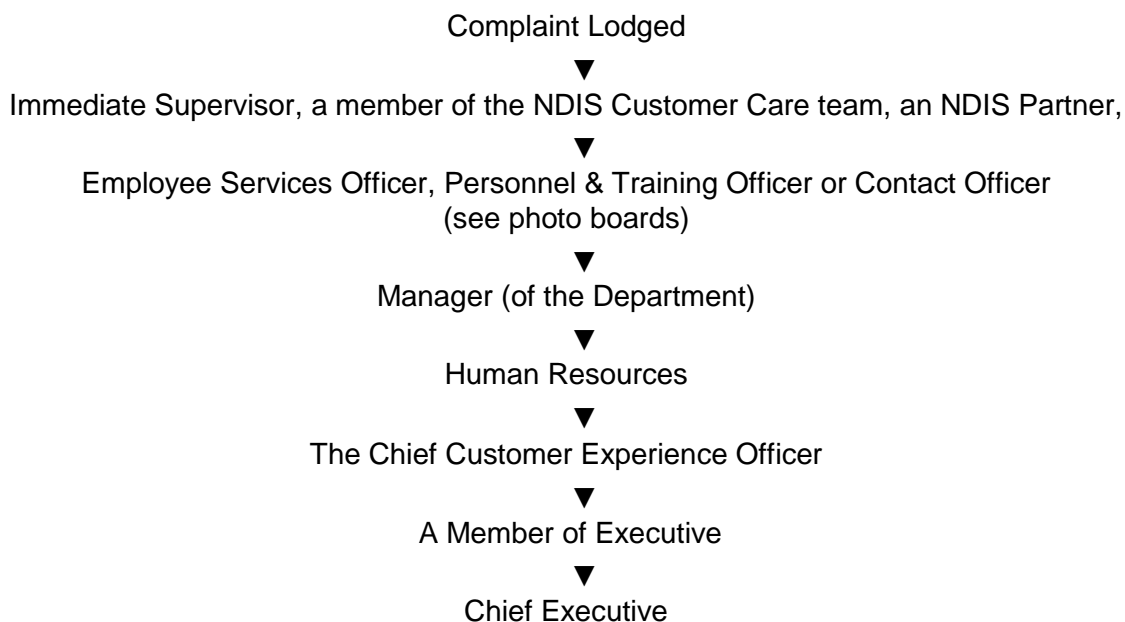 Complaint Lodged
▼
Immediate Supervisor, a member of the NDIS Customer Care team, an NDIS Partner,
▼
Employee Services Officer, Personnel & Training Officer or Contact Officer
(see photo boards)
▼
Manager (of the Department)
▼
Human Resources
▼
The Chief Customer Experience Officer
▼
A Member of Executive
▼
Chief Executive